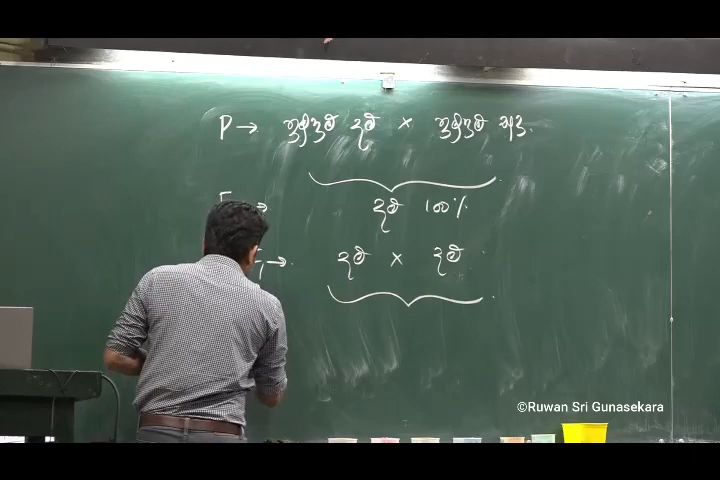 P → නුමුහුම් දම් × නුමුහුම් සුදු
F → දම් 100%
→ දම් × දම්
©Ruwan Sri Gunasekara